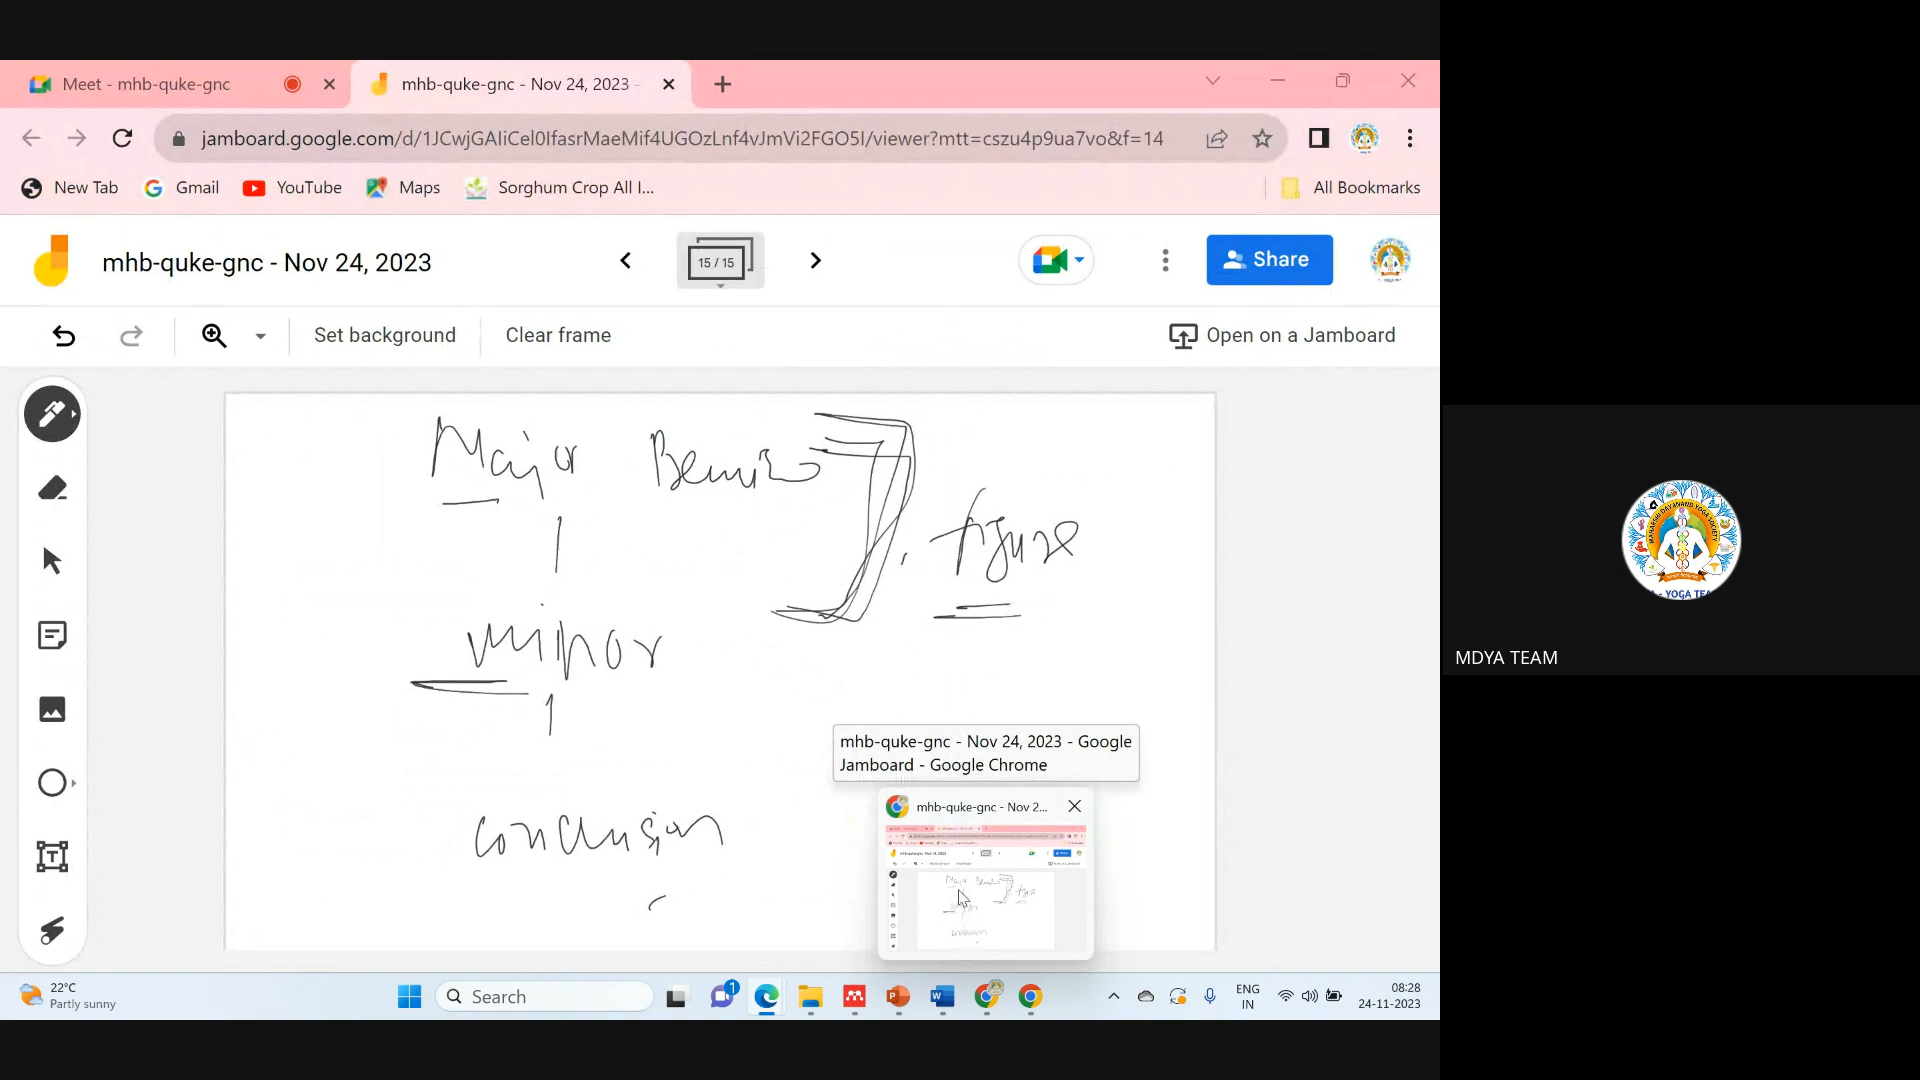 Meet - mhb-quke-gnc
mhb-quke-gnc - Nov 24, 2023 -
jamboard.google.com/d/1JCwjGAIiCel0IfasrMaeMif4UGOzLnf4vJmVi2FGO5I/viewer?mtt=cszu4p9ua7vo&f=14
New Tab Gmail YouTube Maps Sorghum Crop All I... All Bookmarks
mhb-quke-gnc - Nov 24, 2023 15 / 15 Share
Set background Clear frame Open on a Jamboard
Major
figure
minor
conclusion
mhb-quke-gnc - Nov 24, 2023 - Google
Jamboard - Google Chrome
mhb-quke-gnc - Nov 2...
MDYA TEAM
22°C
Partly sunny
Search
1
ENG
IN
08:28
24-11-2023